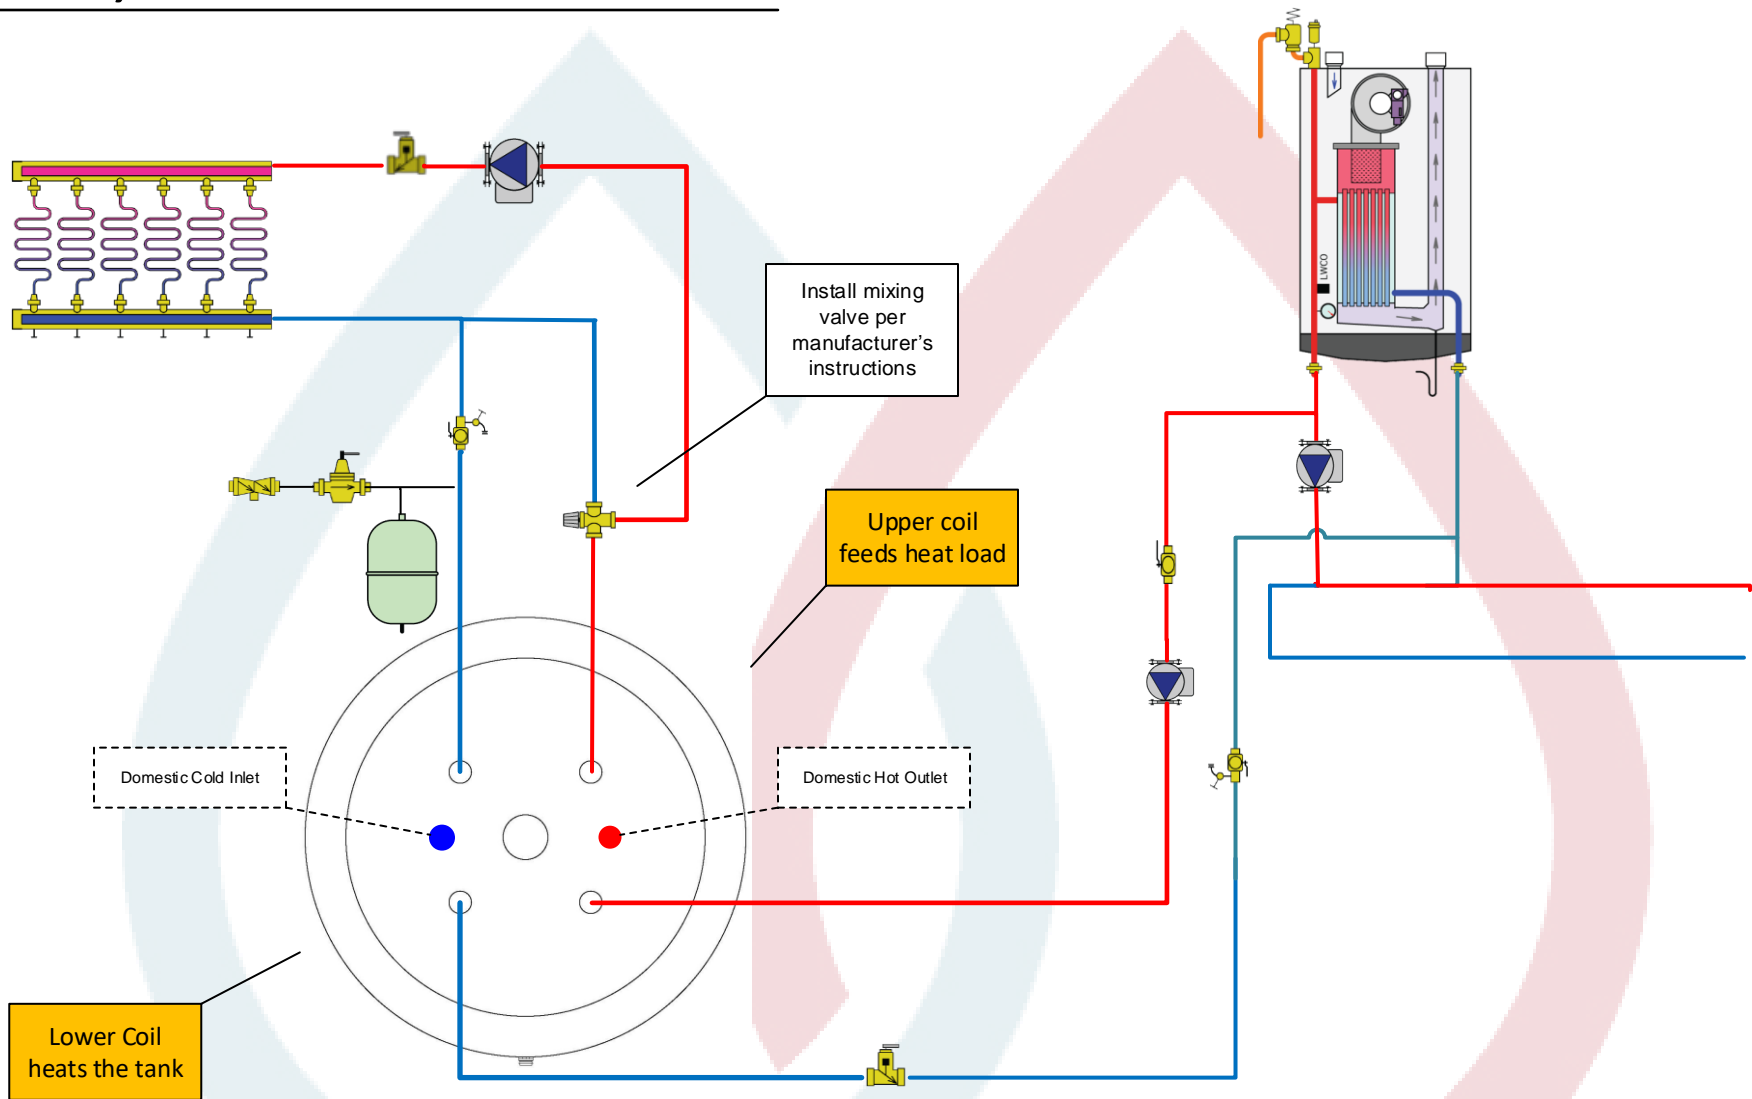 Install mixing
valve per
manufacturer's
instructions
LWCO
Upper coil
feeds heat load
Domestic Cold Inlet
Domestic Hot Outlet
Lower Coil
heats the tank